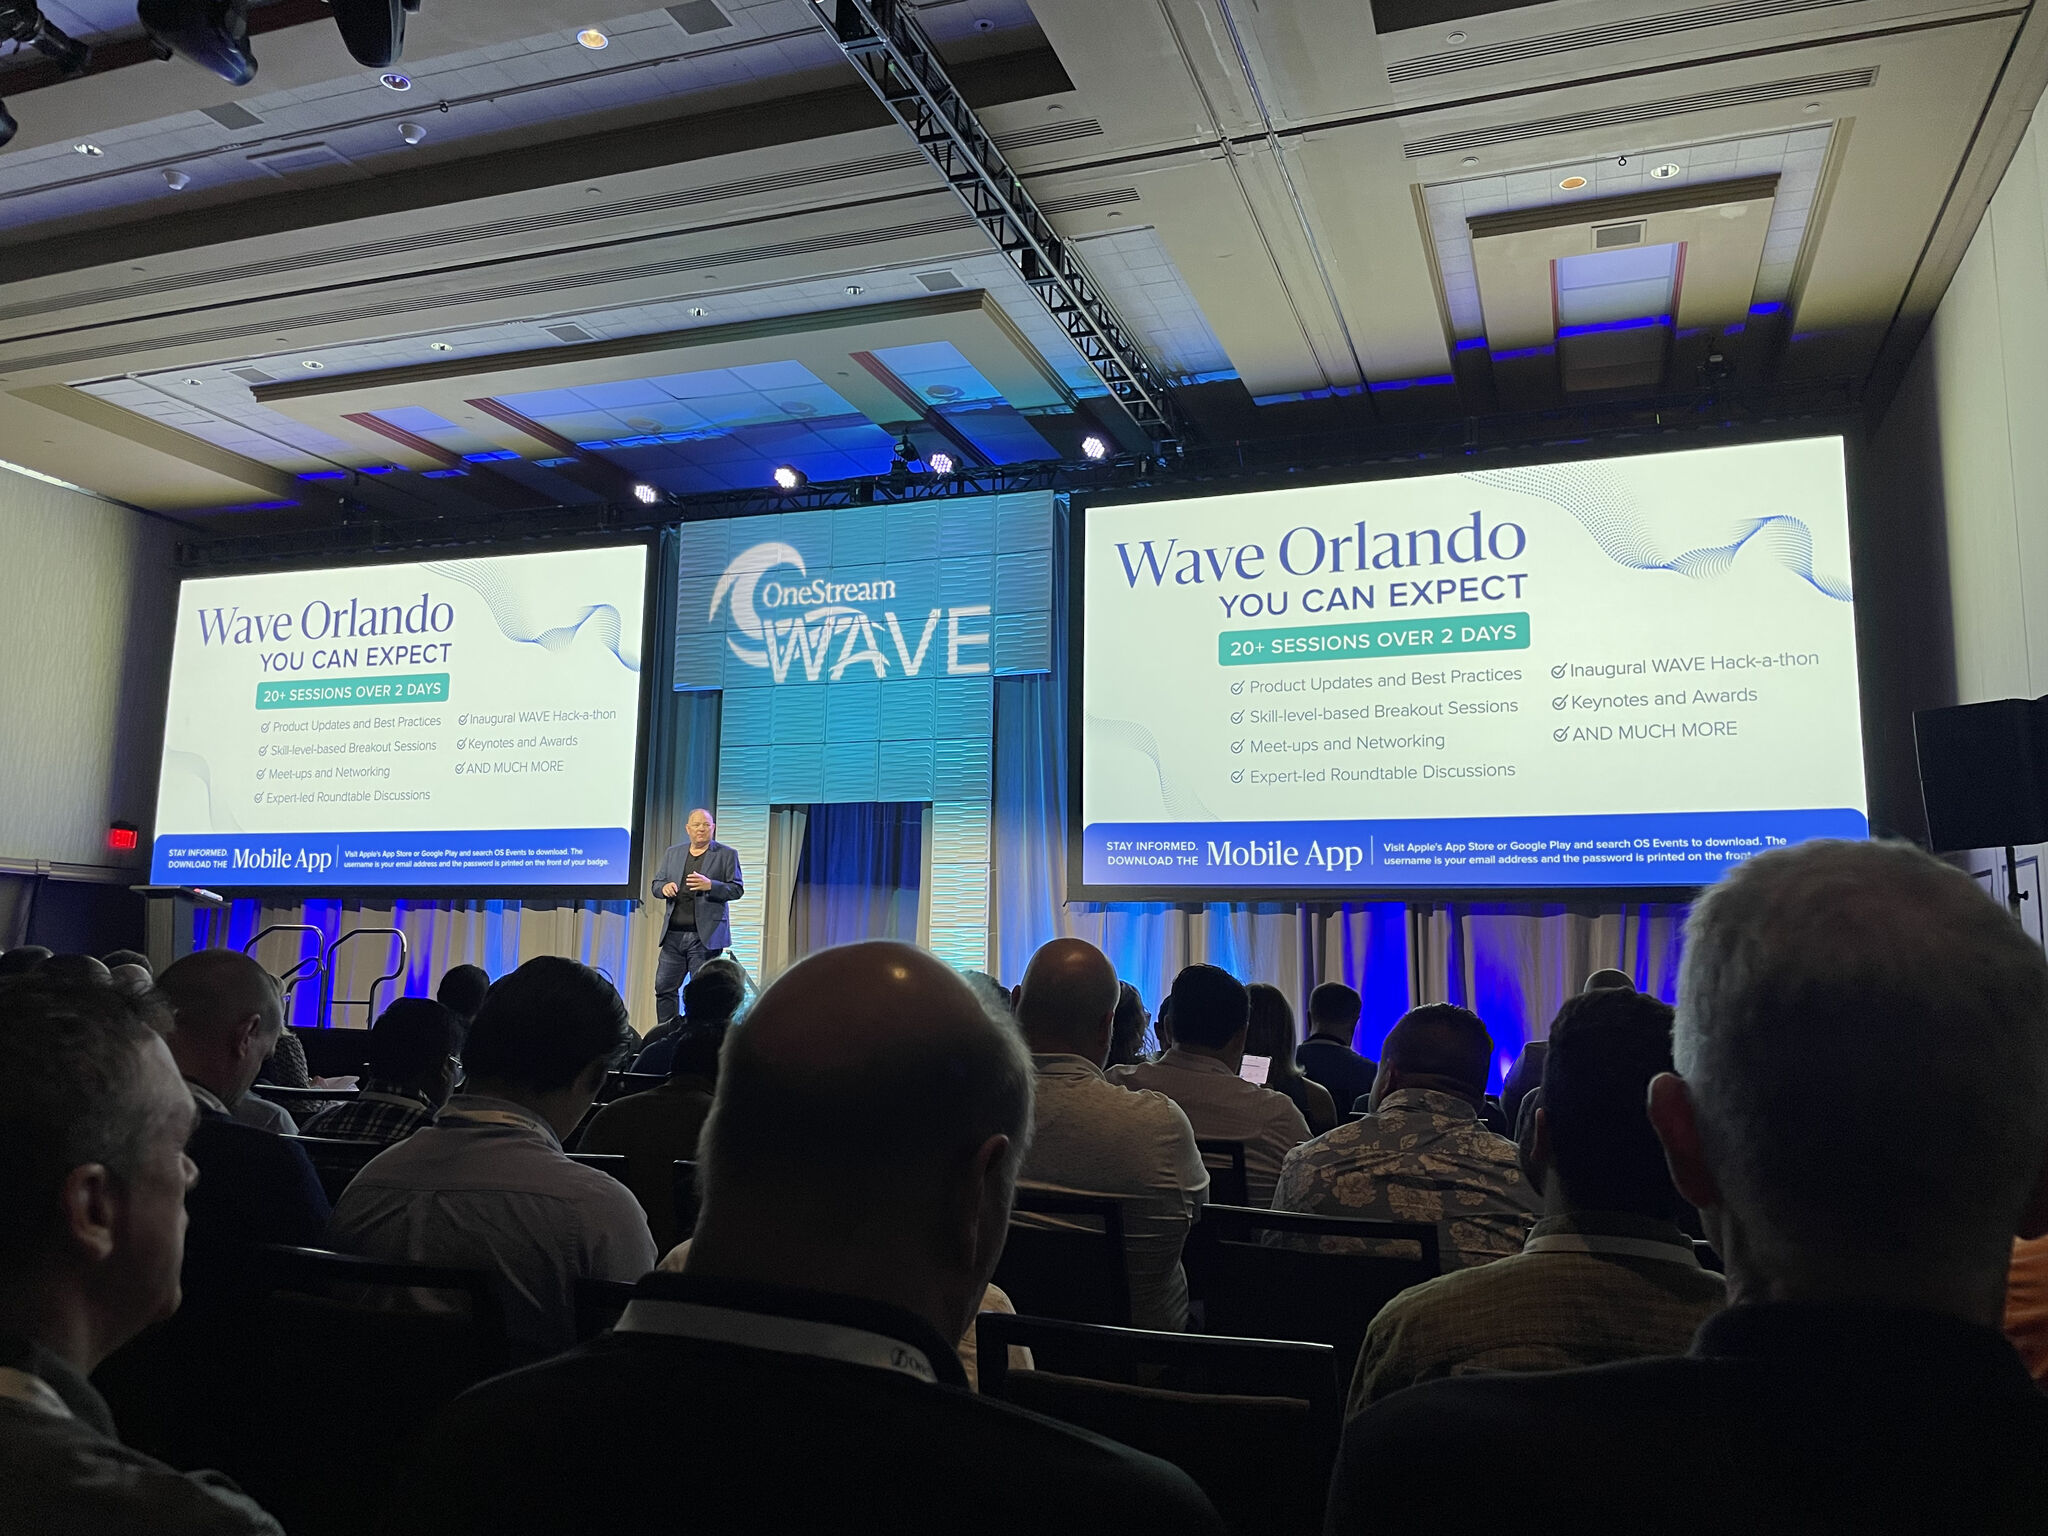 Wave Orlando
YOU CAN EXPECT
20+ SESSIONS OVER 2 DAYS
Product Updates and Best Practices
Skill-level-based Breakout Sessions
Meet-ups and Networking
Expert-led Roundtable Discussions
Inaugural WAVE Hack-a-thon
Keynotes and Awards
AND MUCH MORE
STAY INFORMED.
DOWNLOAD THE
Mobile App
Visit Apple's App Store or Google Play and search OS Events to download. The
username is your email address and the password is printed on the front of your badge.
OneStream
WAVE
Wave Orlando
YOU CAN EXPECT
20+ SESSIONS OVER 2 DAYS
Product Updates and Best Practices
Skill-level-based Breakout Sessions
Meet-ups and Networking
Expert-led Roundtable Discussions
Inaugural WAVE Hack-a-thon
Keynotes and Awards
AND MUCH MORE
STAY INFORMED.
DOWNLOAD THE
Mobile App
Visit Apple's App Store or Google Play and search OS Events to download. The
username is your email address and the password is printed on the front